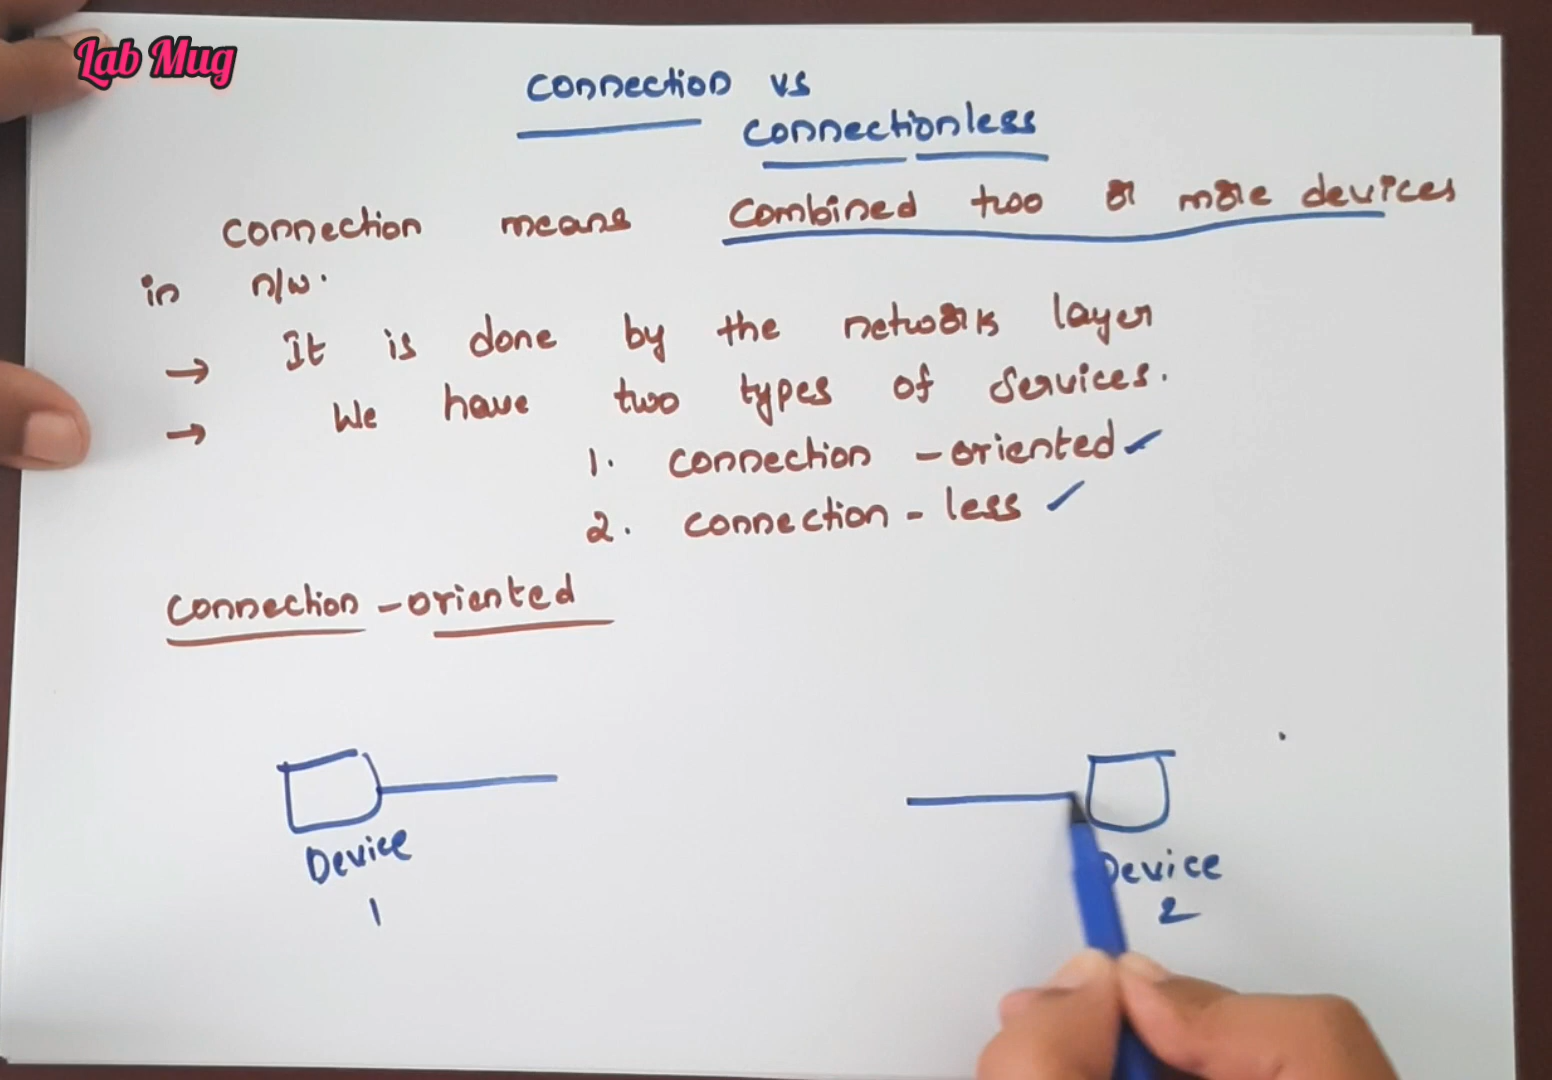 Lab Mug
connection vs
connectionless
connection means combined two or more devices
in n/w.
→ It is done by the network layer
→ We have two types of services.
1. connection - oriented ✓
2. connection - less ✓
connection - oriented
Device Device
1 2